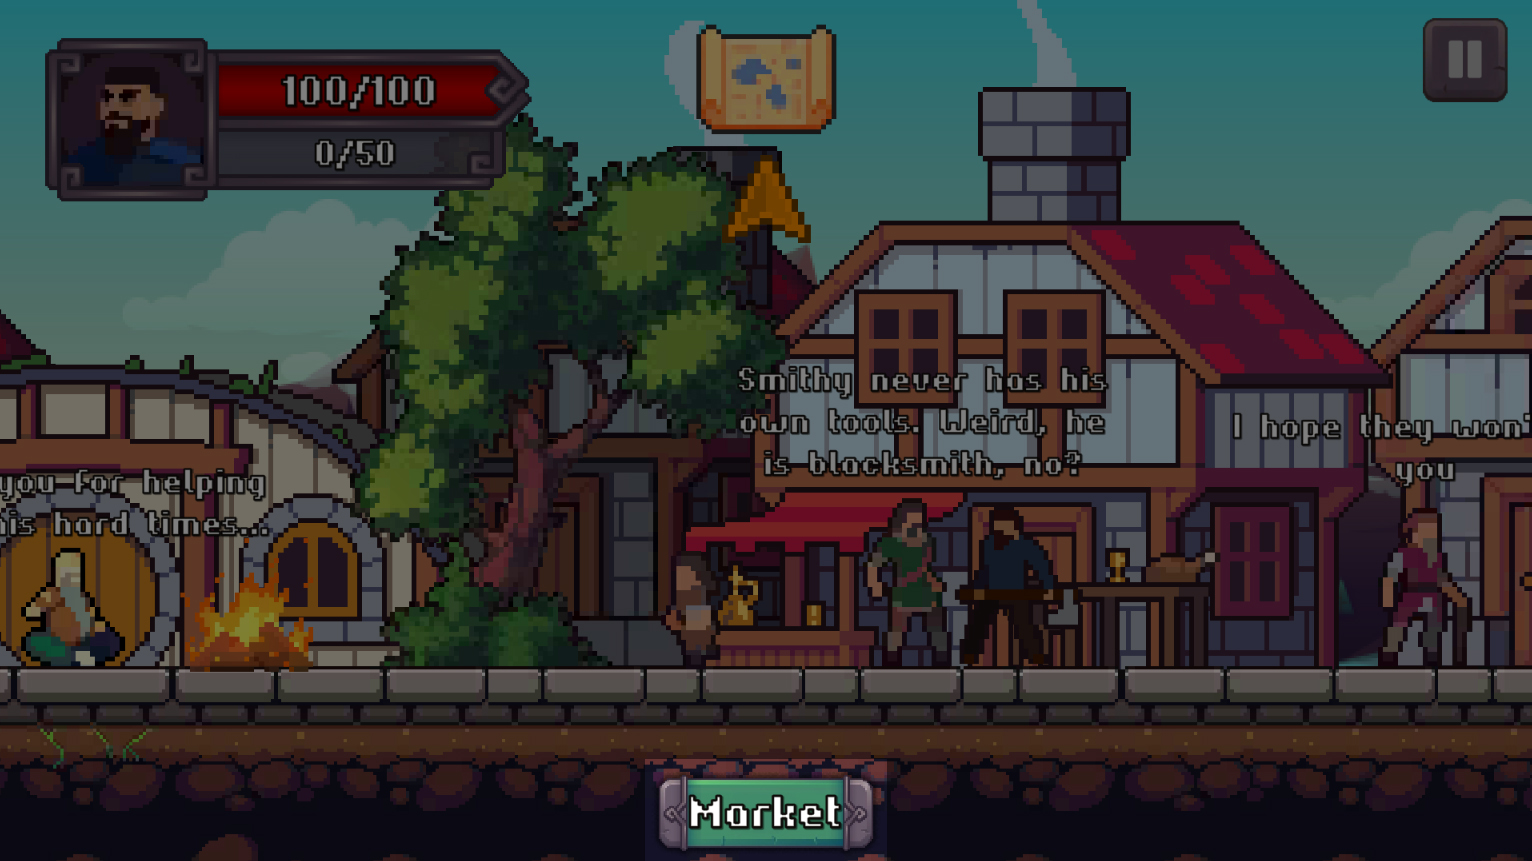 100/100
0/50
Smithy never has his
own tools. Weird, he
is blacksmith, no?
I hope they won'
you
you for helping
his hard times...
Market